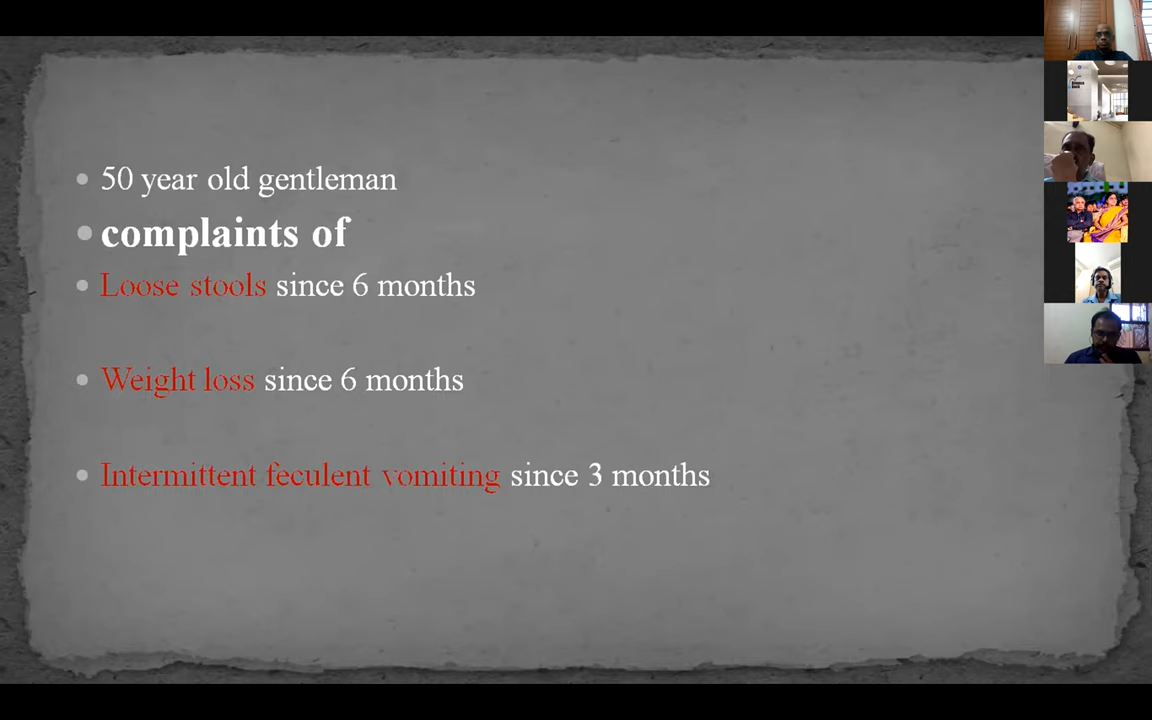 50 year old gentleman
complaints of
Loose stools since 6 months
Weight loss since 6 months
Intermittent feculent vomiting since 3 months